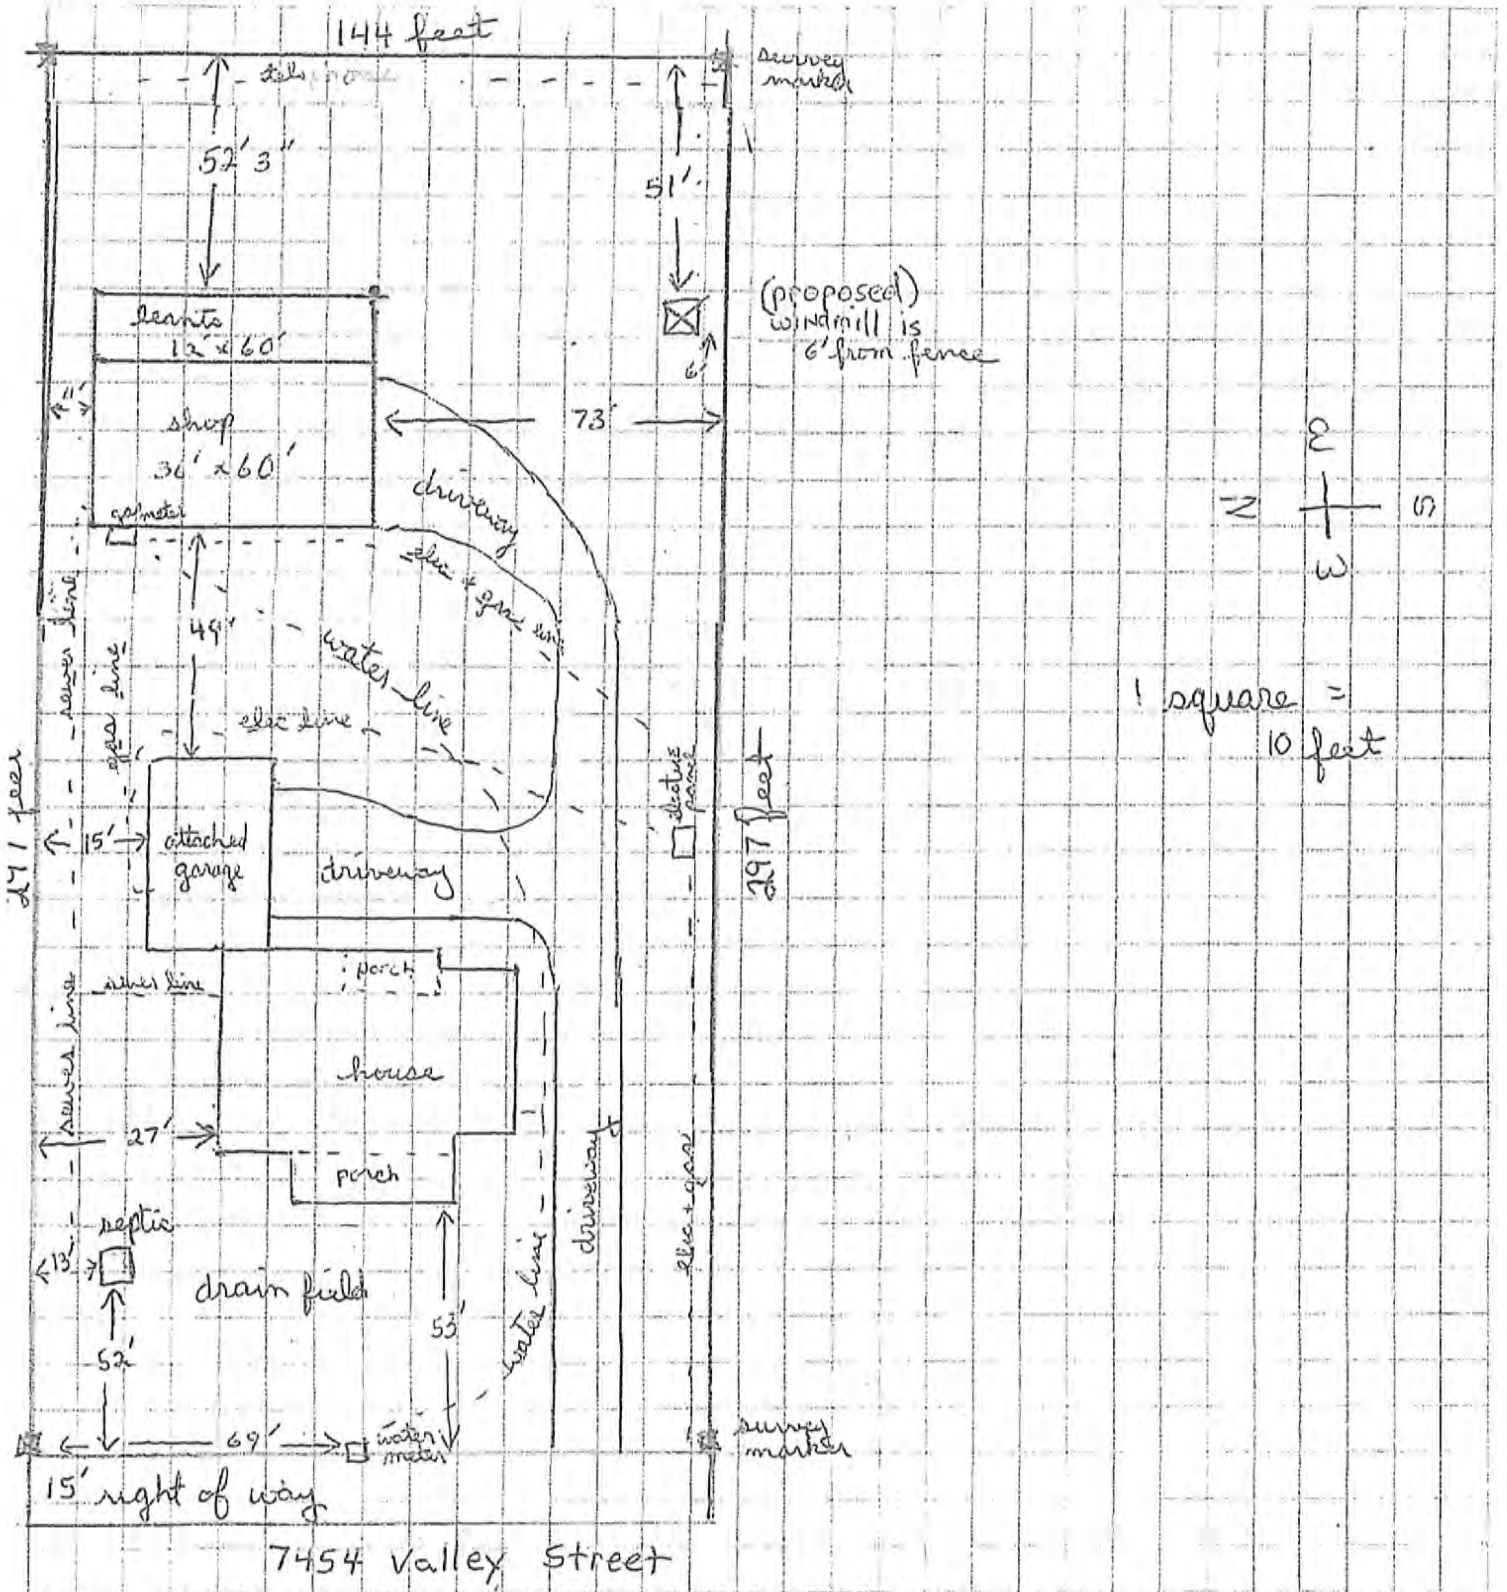 144 feet
survey
marker
52' 3"
51'
(proposed)
windmill is
6' from fence
6'
leanto
12' x 60'
11'
shop
36' x 60'
73'
driveway
gas meter
elec + gas line
E
N
S
W
sewer line
gas line
49'
water line
elec line
1 square =
10 feet
electric
panel
297 feet
15'
attached
garage
driveway
porch
sewer line
sewer line
house
27'
porch
driveway
elec + gas
septic
13'
drain field
water line
53'
52'
69'
water
meter
survey
marker
15' right of way
7454 Valley Street